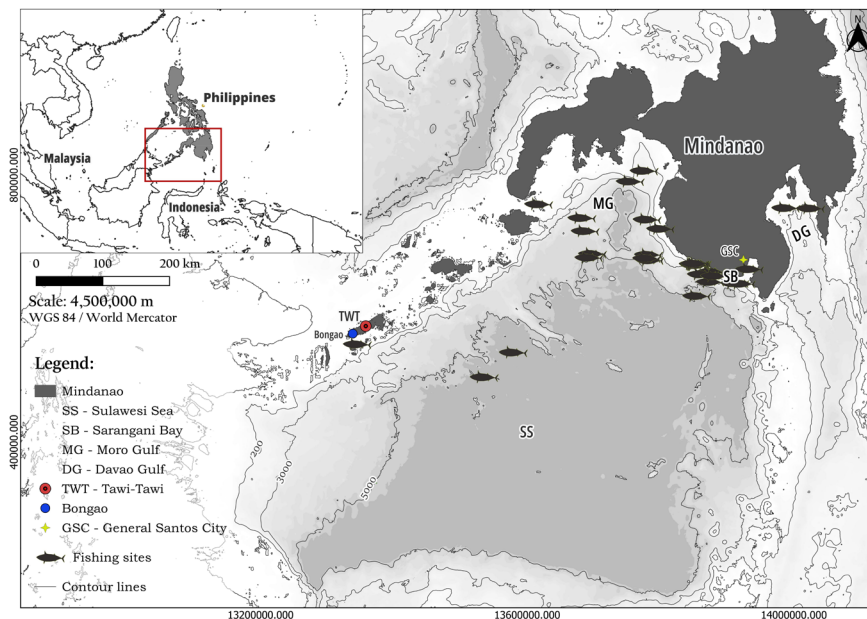 Philippines
Malaysia
Indonesia
Mindanao
MG
DG
GSC
SB
TWT
Bongao
SS
200
3000
5000
0 100 200 km
Scale: 4,500,000 m
WGS 84 / World Mercator
Legend:
Mindanao
SS - Sulawesi Sea
SB - Sarangani Bay
MG - Moro Gulf
DG - Davao Gulf
TWT - Tawi-Tawi
Bongao
GSC - General Santos City
Fishing sites
Contour lines
800000.000
400000.000
13200000.000 13600000.000 14000000.000